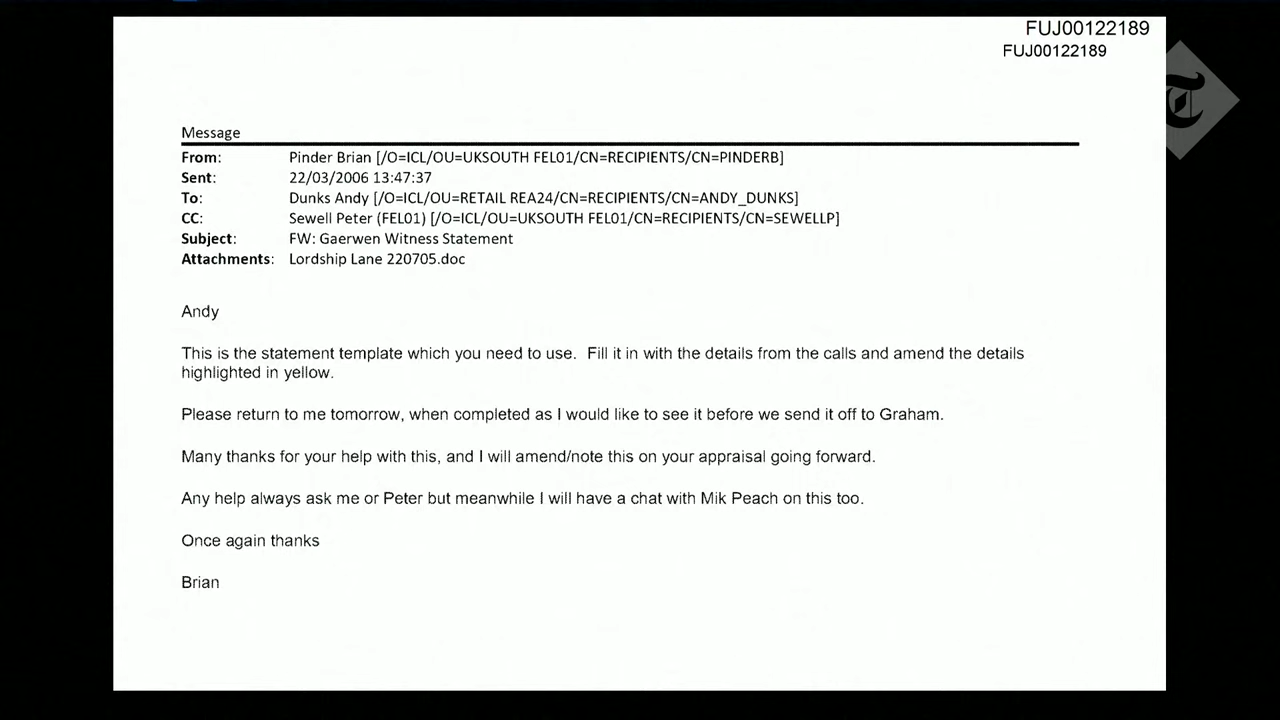 FUJ00122189
FUJ00122189
Message
From: Pinder Brian [/O=ICL/OU=UKSOUTH FEL01/CN=RECIPIENTS/CN=PINDERB]
Sent: 22/03/2006 13:47:37
To: Dunks Andy [/O=ICL/OU=RETAIL REA24/CN=RECIPIENTS/CN=ANDY_DUNKS]
CC: Sewell Peter (FEL01) [/O=ICL/OU=UKSOUTH FEL01/CN=RECIPIENTS/CN=SEWELLP]
Subject: FW: Gaerwen Witness Statement
Attachments: Lordship Lane 220705.doc
Andy
This is the statement template which you need to use. Fill it in with the details from the calls and amend the details
highlighted in yellow.
Please return to me tomorrow, when completed as I would like to see it before we send it off to Graham.
Many thanks for your help with this, and I will amend/note this on your appraisal going forward.
Any help always ask me or Peter but meanwhile I will have a chat with Mik Peach on this too.
Once again thanks
Brian
T